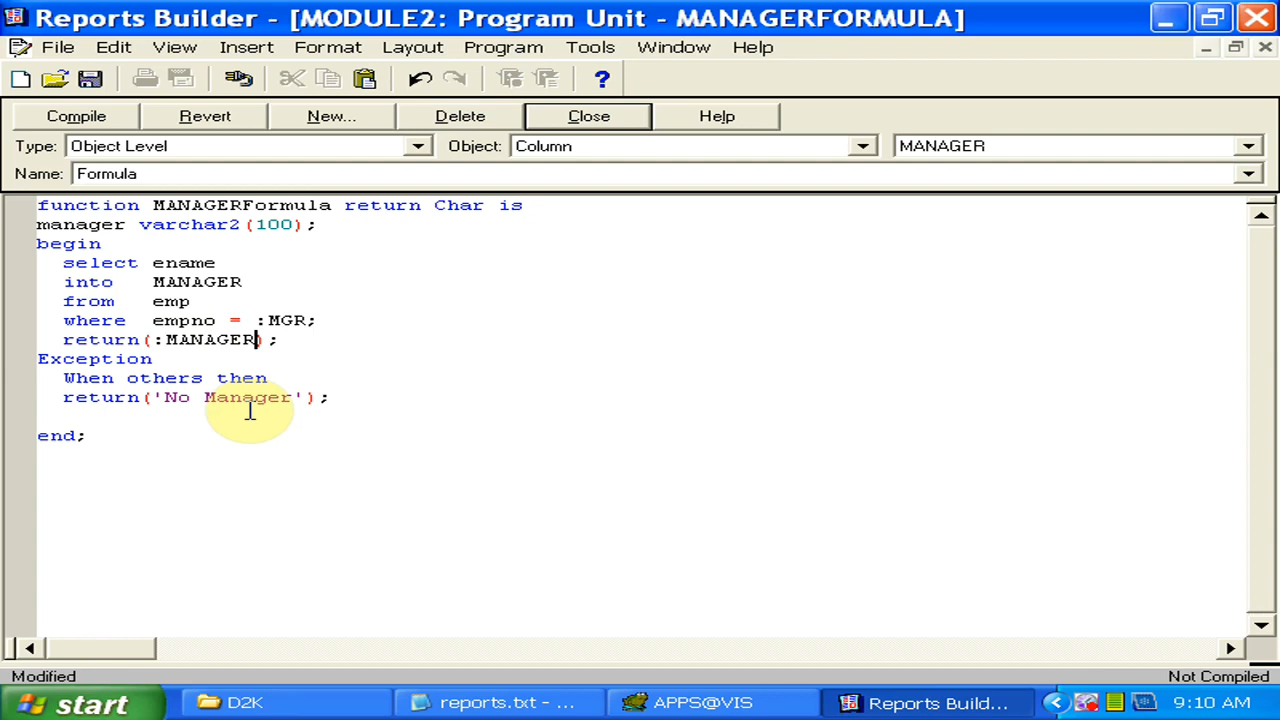 Reports Builder - [MODULE2: Program Unit - MANAGERFORMULA]
File Edit View Insert Format Layout Program Tools Window Help
Compile Revert New... Delete Close Help
Type: Object Level Object: Column MANAGER
Name: Formula
function MANAGERFormula return Char is
manager varchar2(100);
begin
select ename
into MANAGER
from emp
where empno = :MGR;
return(:MANAGER);
Exception
When others then
return('No Manager');
end;
Modified Not Compiled
start D2K reports.txt - ... APPS@VIS Reports Build... 9:10 AM